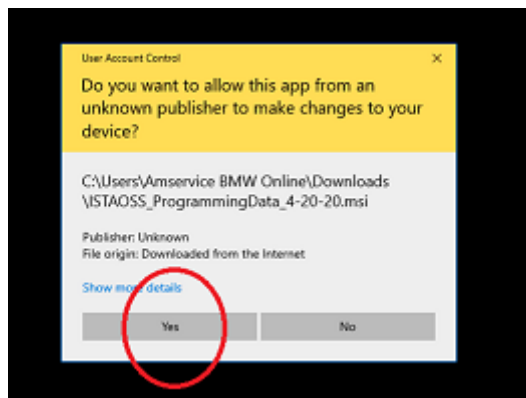 User Account Control
Do you want to allow this app from an
unknown publisher to make changes to your
device?
C:\Users\Amservice BMW Online\Downloads
\ISTAOSS_ProgrammingData_4-20-20.msi
Publisher: Unknown
File origin: Downloaded from the Internet
Show more details
Yes
No